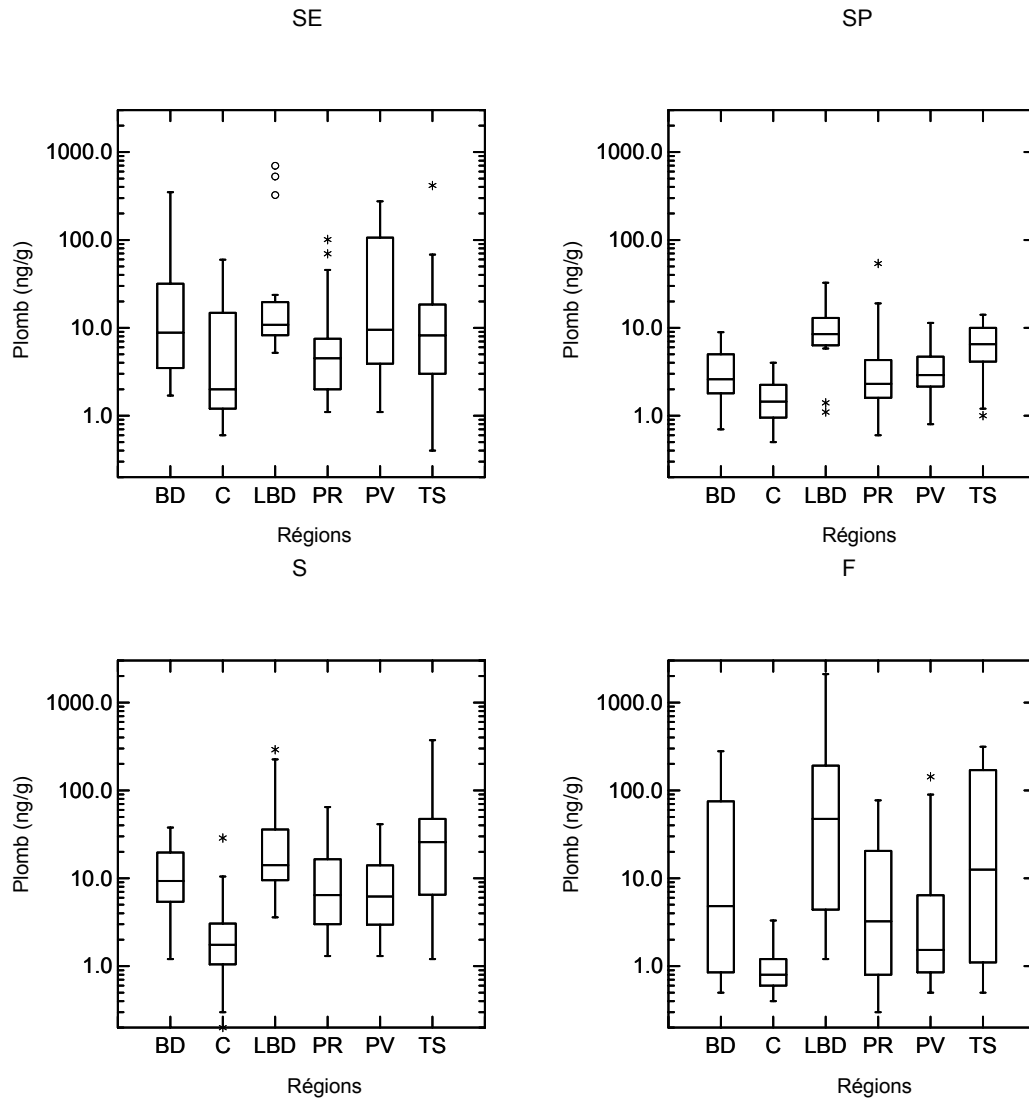 SE
1000.0
100.0
10.0
1.0
Plomb (ng/g)
BD C LBD PR PV TS
Régions
SP
1000.0
100.0
10.0
1.0
Plomb (ng/g)
BD C LBD PR PV TS
Régions
S
1000.0
100.0
10.0
1.0
Plomb (ng/g)
BD C LBD PR PV TS
Régions
F
1000.0
100.0
10.0
1.0
Plomb (ng/g)
BD C LBD PR PV TS
Régions